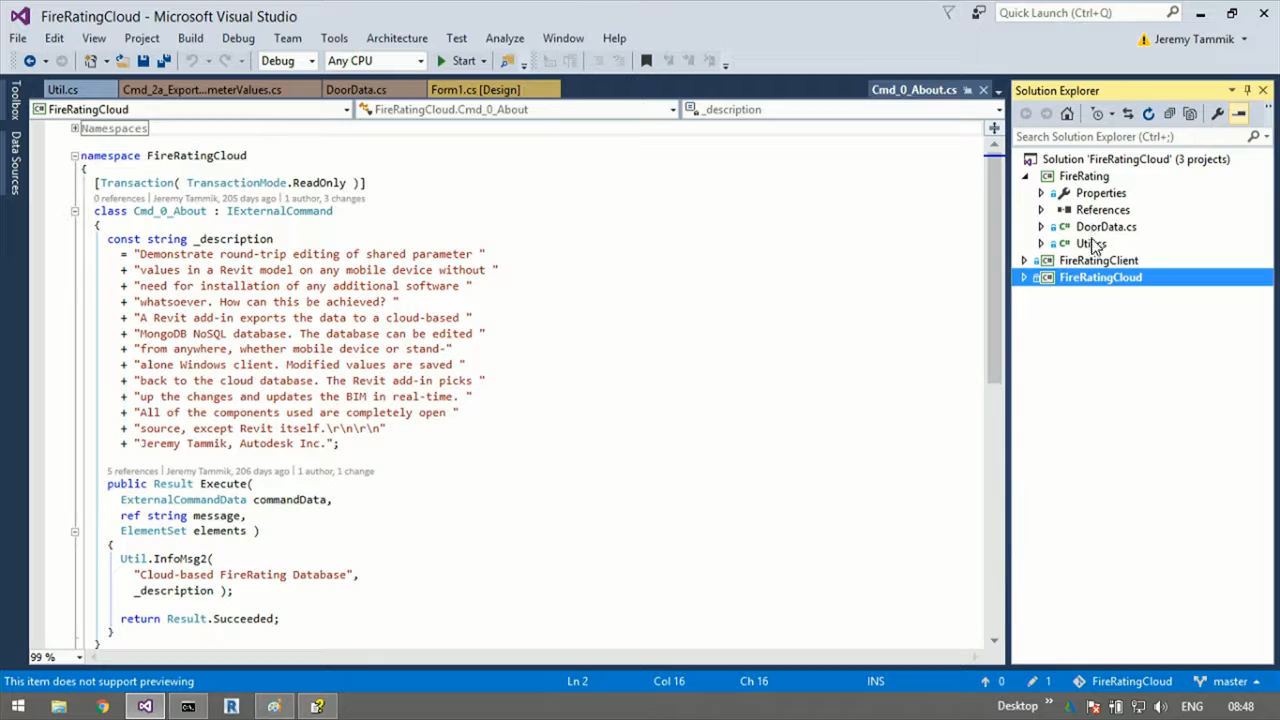 FireRatingCloud - Microsoft Visual Studio
Quick Launch (Ctrl+Q)
File Edit View Project Build Debug Team Tools Architecture Test Analyze Window Help
Jeremy Tammik
Debug Any CPU Start
Toolbox
Data Sources
Util.cs Cmd_2a_Export...meterValues.cs DoorData.cs Form1.cs [Design] Cmd_0_About.cs
FireRatingCloud FireRatingCloud.Cmd_0_About _description
Namespaces
namespace FireRatingCloud
{
[Transaction( TransactionMode.ReadOnly )]
0 references | Jeremy Tammik, 205 days ago | 1 author, 3 changes
class Cmd_0_About : IExternalCommand
{
const string _description
= "Demonstrate round-trip editing of shared parameter "
+ "values in a Revit model on any mobile device without "
+ "need for installation of any additional software "
+ "whatsoever. How can this be achieved? "
+ "A Revit add-in exports the data to a cloud-based "
+ "MongoDB NoSQL database. The database can be edited "
+ "from anywhere, whether mobile device or stand-"
+ "alone Windows client. Modified values are saved "
+ "back to the cloud database. The Revit add-in picks "
+ "up the changes and updates the BIM in real-time. "
+ "All of the components used are completely open "
+ "source, except Revit itself.\r\n\r\n"
+ "Jeremy Tammik, Autodesk Inc.";
5 references | Jeremy Tammik, 206 days ago | 1 author, 1 change
public Result Execute(
ExternalCommandData commandData,
ref string message,
ElementSet elements )
{
Util.InfoMsg2(
"Cloud-based FireRating Database",
_description );
return Result.Succeeded;
}
}
99 %
Solution Explorer
Search Solution Explorer (Ctrl+;)
Solution 'FireRatingCloud' (3 projects)
FireRating
Properties
References
DoorData.cs
FireRatingClient
FireRatingCloud
This item does not support previewing Ln 2 Col 16 Ch 16 INS 0 1 FireRatingCloud master
Desktop ENG 08:48